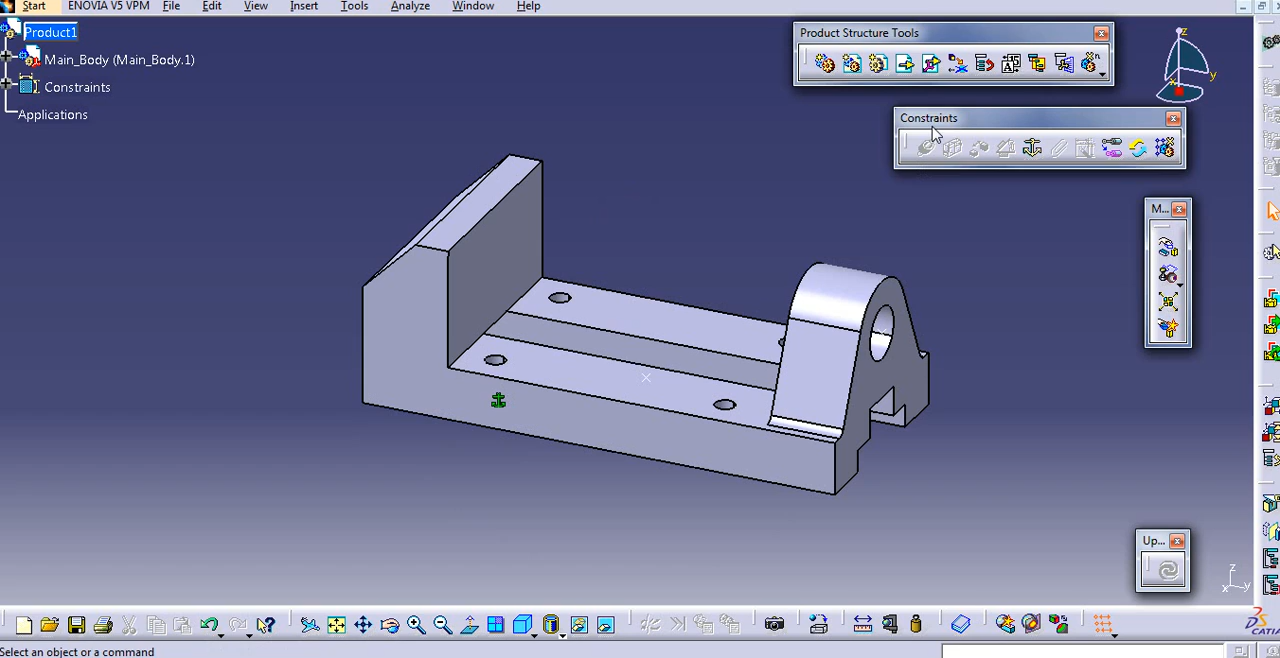 Start ENOVIA V5 VPM File Edit View Insert Tools Analyze Window Help
Product1
Main_Body (Main_Body.1)
Constraints
Applications
Product Structure Tools
Constraints
M...
Up...
z
y
x
z
y
x
CATIA
Select an object or a command